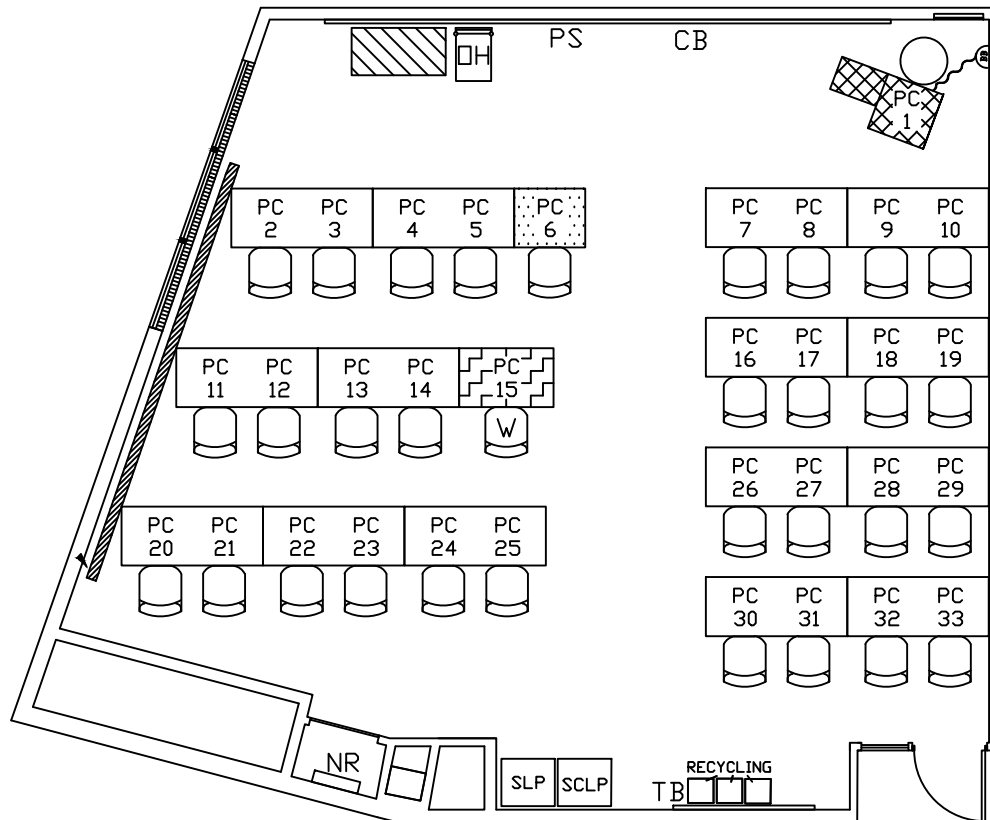 PS
CB
OH
PC
1
PC PC PC PC PC PC PC PC PC
2 3 4 5 6 7 8 9 10
PC PC PC PC
16 17 18 19
PC PC PC PC PC
11 12 13 14 15
W
PC PC PC PC
26 27 28 29
PC PC PC PC PC PC
20 21 22 23 24 25
PC PC PC PC
30 31 32 33
NR
SLP
SCLP
TB
RECYCLING